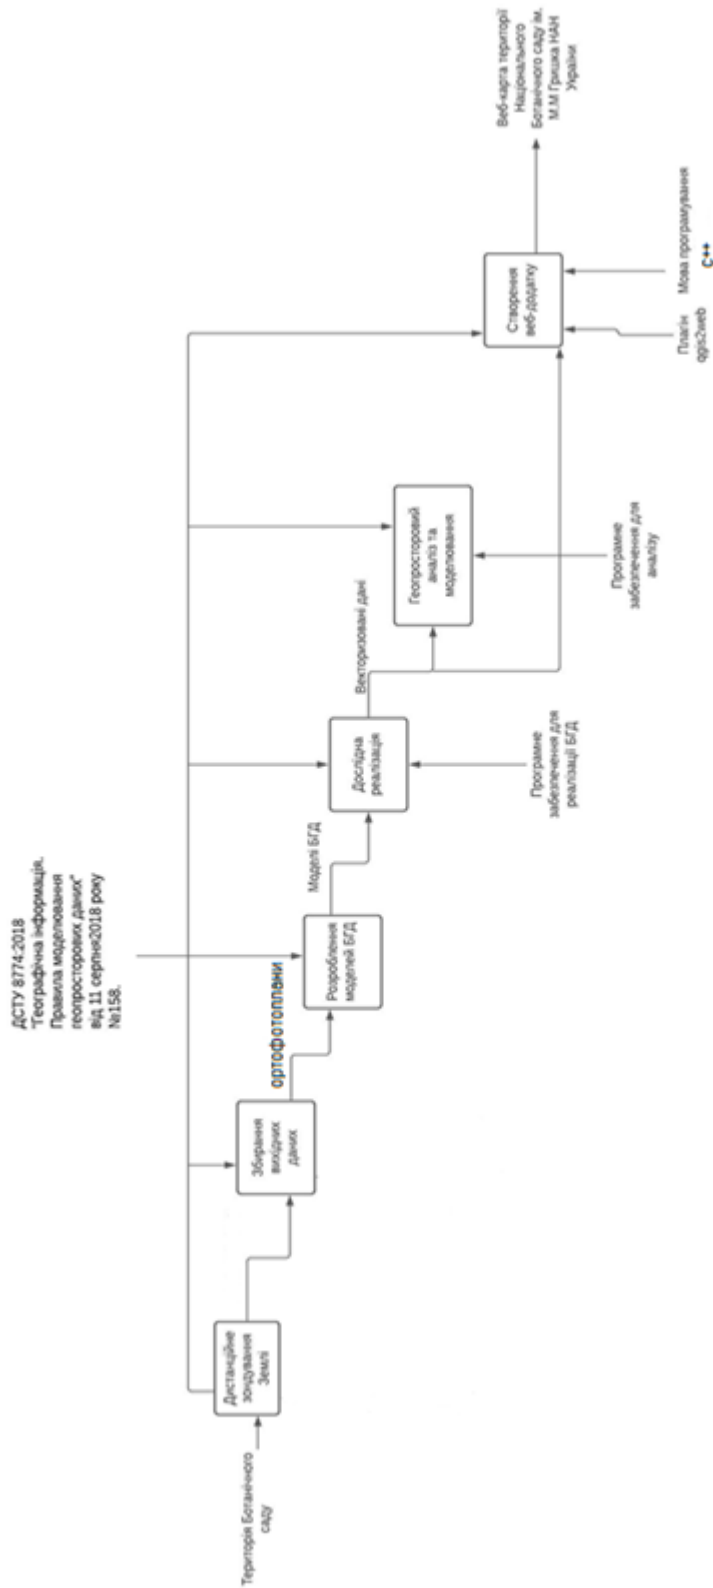 ДСТУ 8774:2018
"Географічна інформація.
Правила моделювання
геопросторових даних"
від 11 серпня2018 року
№158.
Територія Ботанічного
саду
Дистанційне
зондування
Землі
Збирання
вихідних
даних
ортофотоплани
Розроблення
моделей БГД
Моделі БГД
Дослідна
реалізація
Програмне
забезпечення для
реалізації БГД
Векторизовані дані
Геопросторовий
аналіз та
моделювання
Програмне
забезпечення для
аналізу
Створення
веб-додатку
Плагін
qgis2web
Мова програмування
C++
Веб-карта території
Національного
Ботанічного саду ім.
М.М Гришка НАН
України